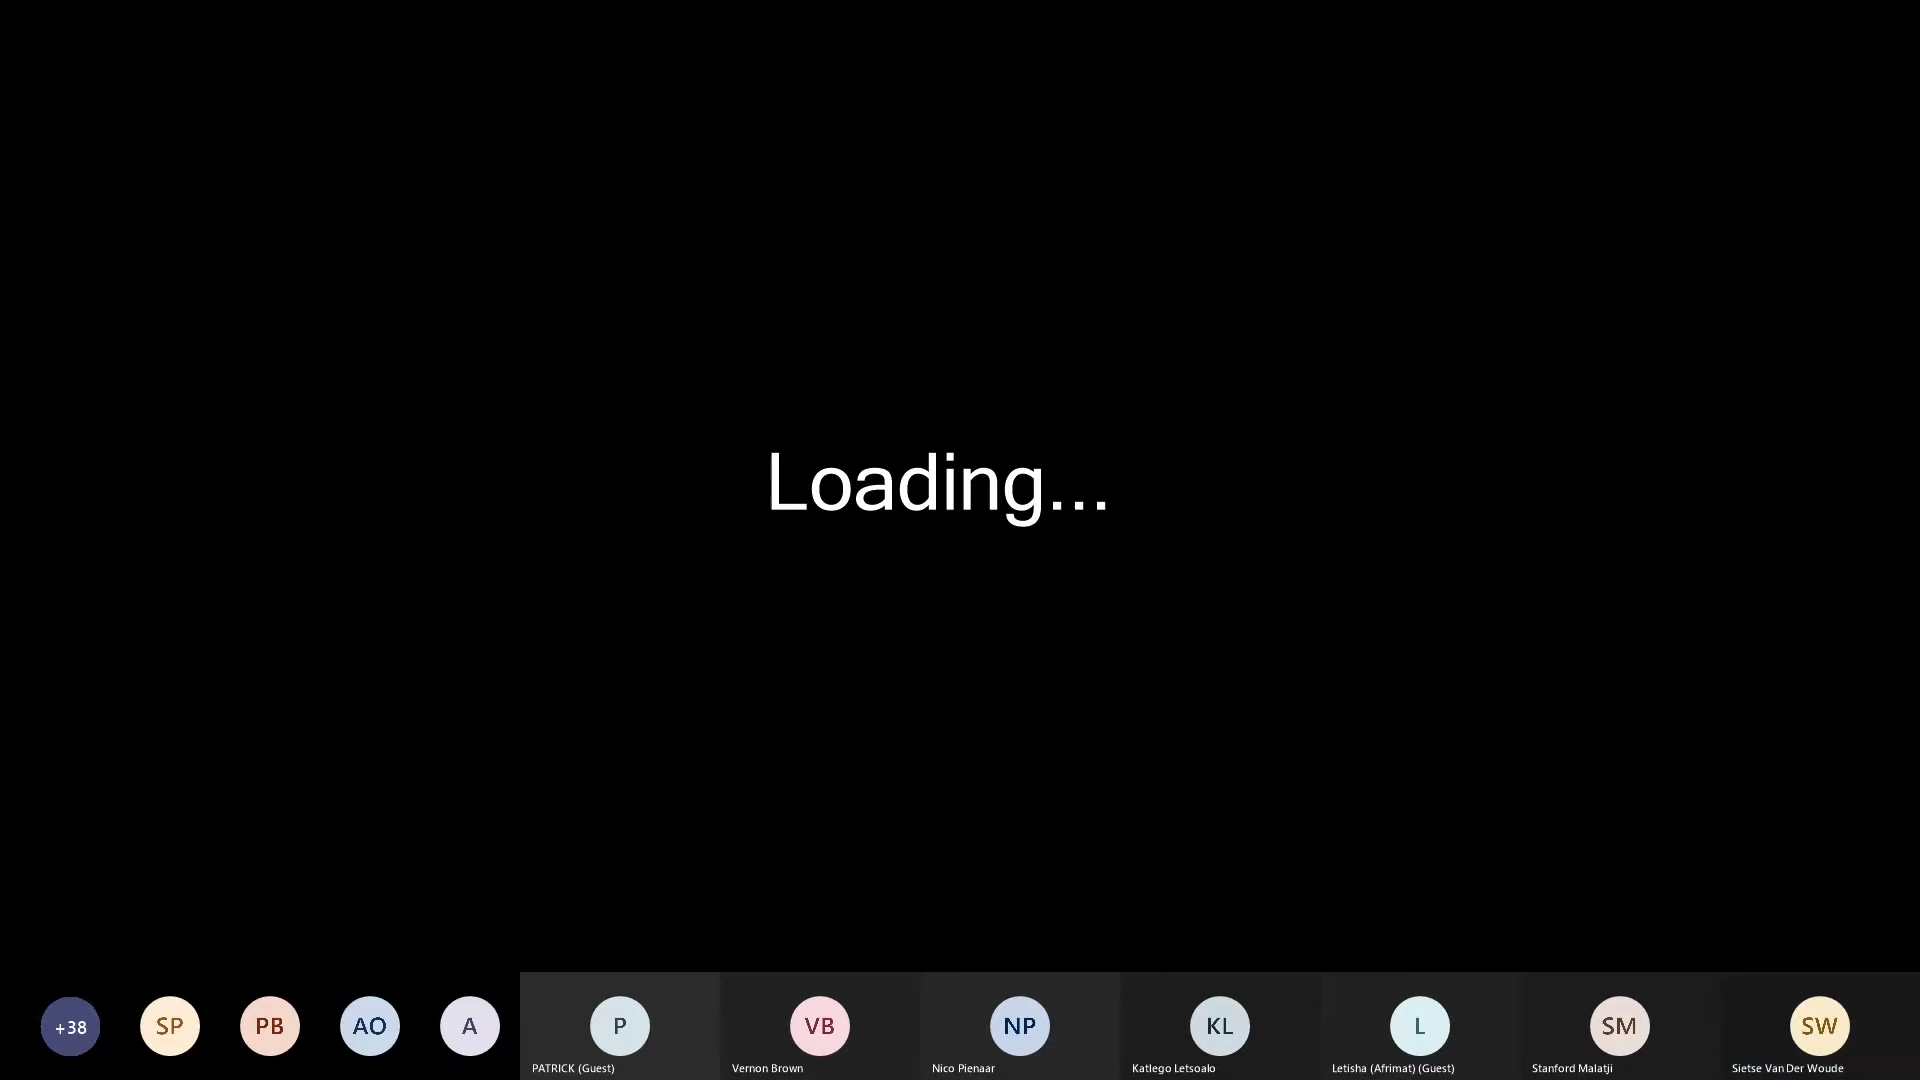 Loading...
+38
SP
PB
AO
A
P
VB
NP
KL
L
SM
SW
PATRICK (Guest)
Vernon Brown
Nico Pienaar
Katlego Letsoalo
Letisha (Afrimat) (Guest)
Stanford Malatji
Sietse Van Der Woude